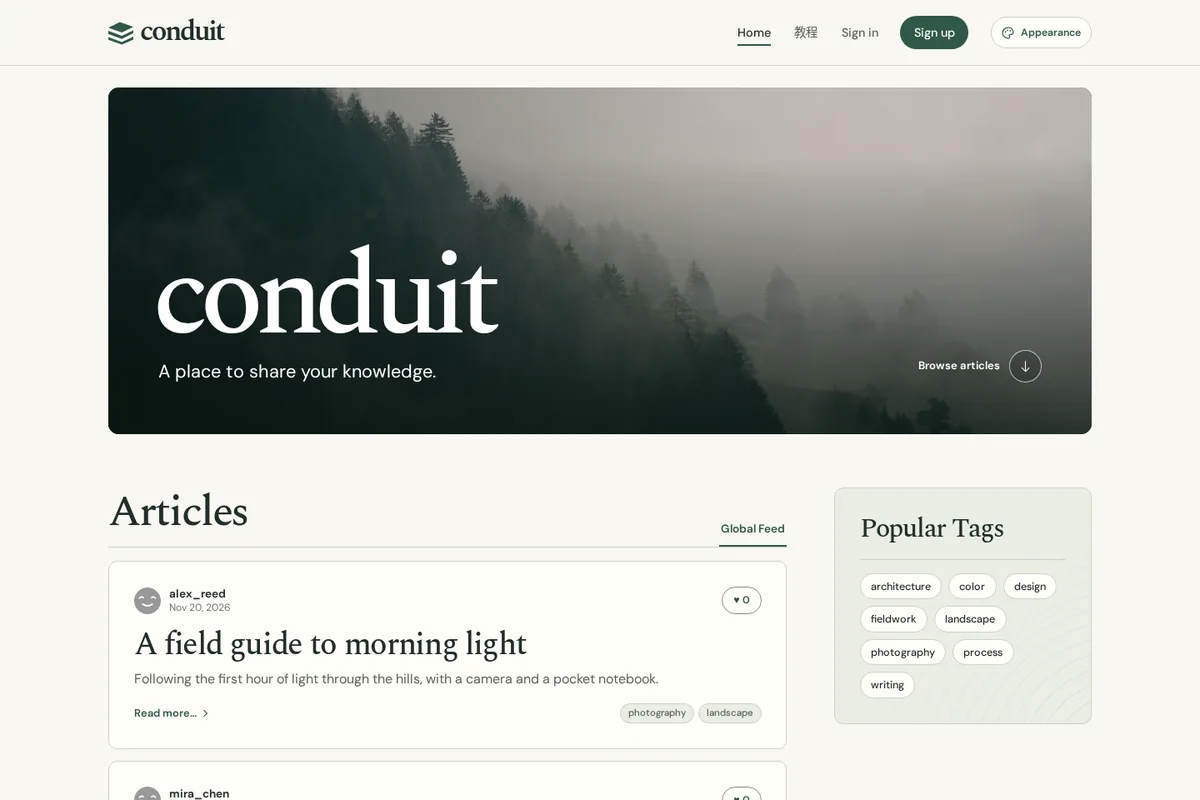 conduit
Home 教程 Sign in Sign up Appearance
conduit
A place to share your knowledge.
Browse articles
Articles
Global Feed
alex_reed
Nov 20, 2026
♥ 0
A field guide to morning light
Following the first hour of light through the hills, with a camera and a pocket notebook.
Read more...
photography landscape
mira_chen
♥ 0
Popular Tags
architecture color design
fieldwork landscape
photography process
writing